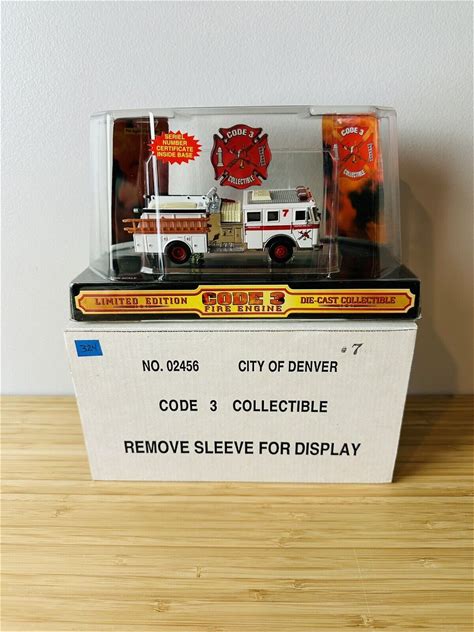 SERIAL
NUMBER
CERTIFICATE
INSIDE BASE
CODE 3
COLLECTIBLE
CODE 3
COLLECTIBLE
7
LIMITED EDITION
CODE 3
FIRE ENGINE
DIE-CAST COLLECTIBLE
324
#7
NO. 02456 CITY OF DENVER
CODE 3 COLLECTIBLE
REMOVE SLEEVE FOR DISPLAY